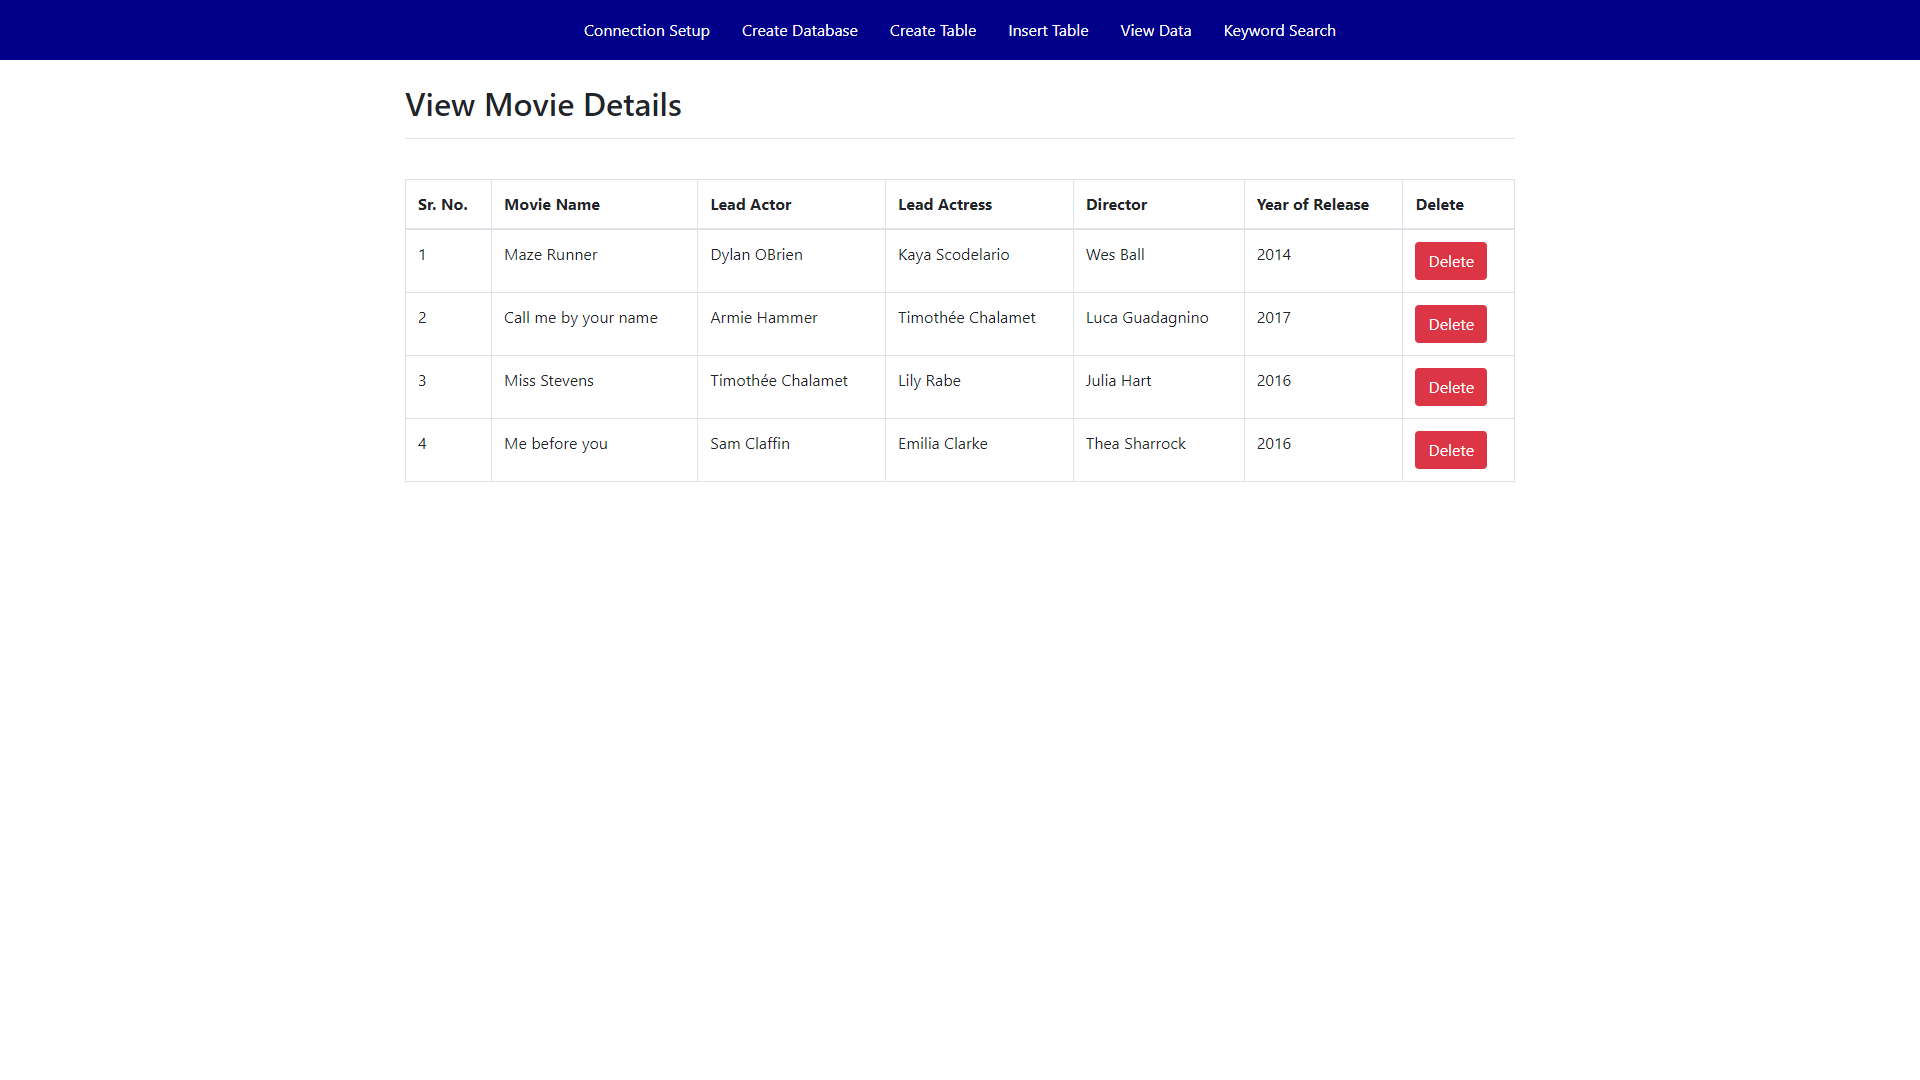 Connection Setup Create Database Create Table Insert Table View Data Keyword Search
View Movie Details
Sr. No. Movie Name Lead Actor Lead Actress Director Year of Release Delete
1 Maze Runner Dylan OBrien Kaya Scodelario Wes Ball 2014 Delete
2 Call me by your name Armie Hammer Timothée Chalamet Luca Guadagnino 2017 Delete
3 Miss Stevens Timothée Chalamet Lily Rabe Julia Hart 2016 Delete
4 Me before you Sam Claffin Emilia Clarke Thea Sharrock 2016 Delete